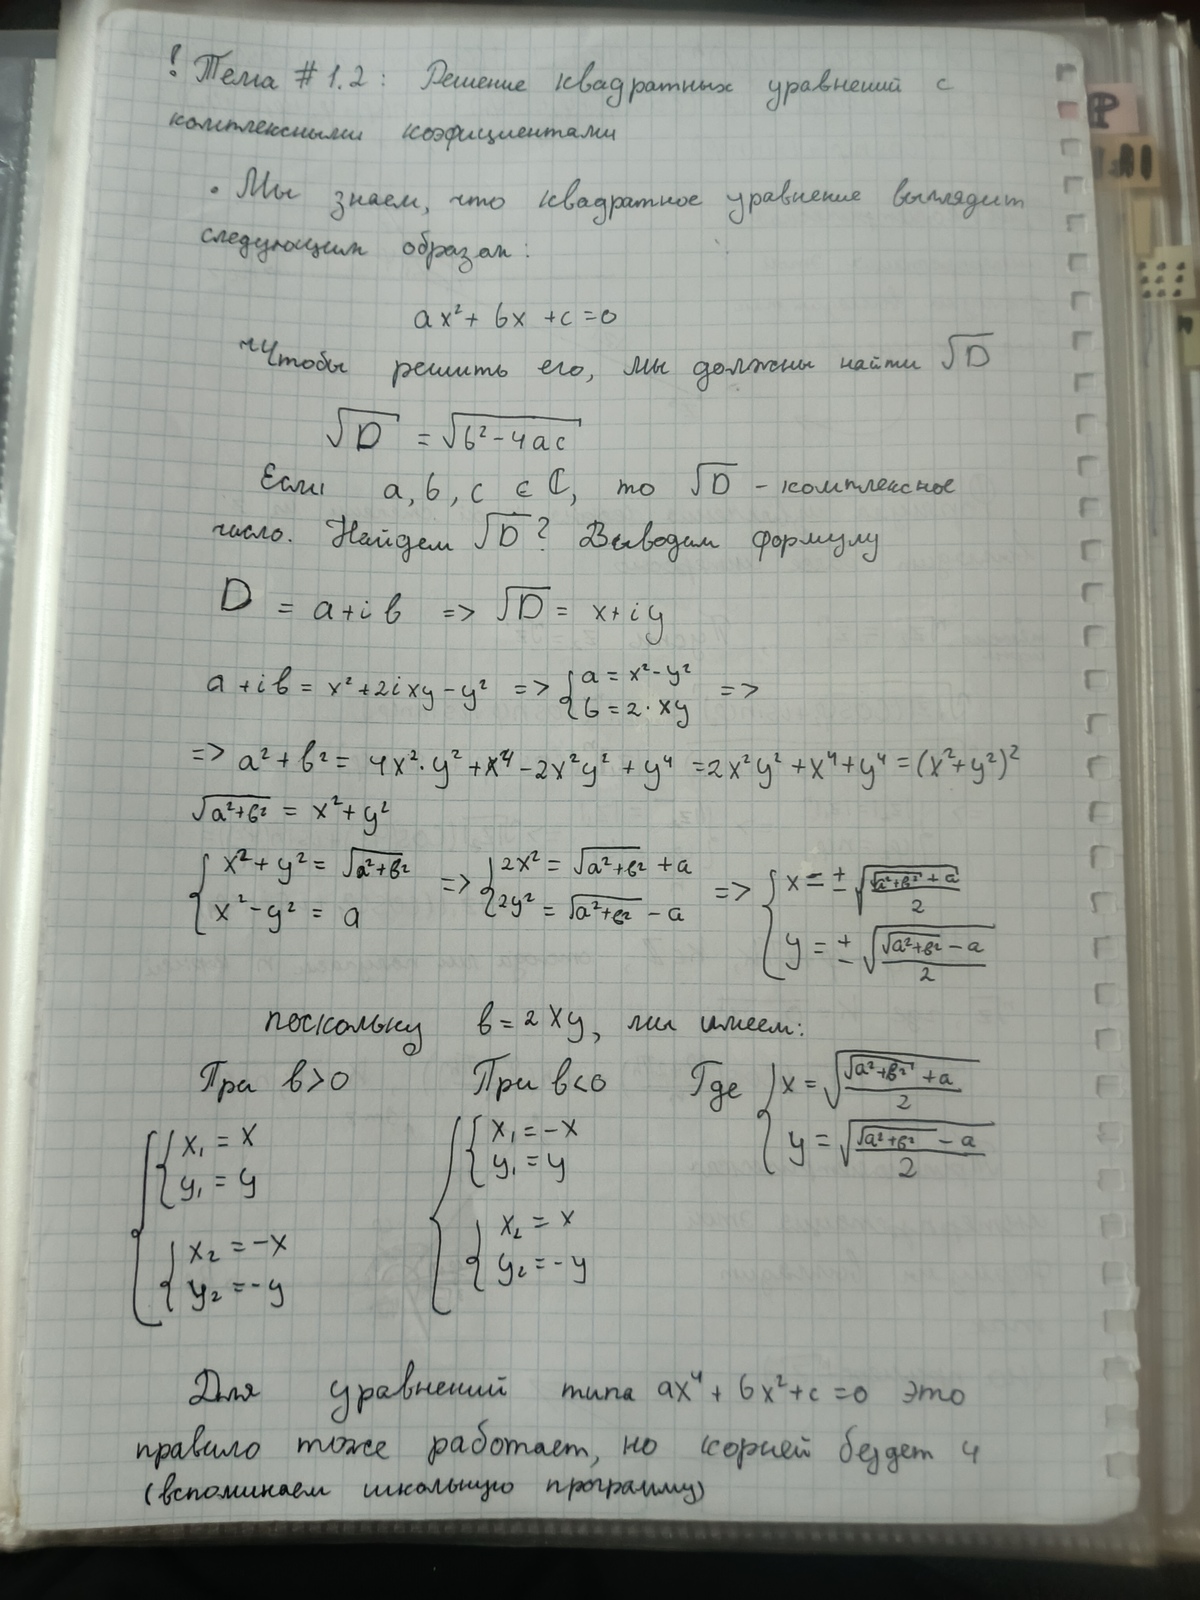 ! Тема # 1.2 : Решение квадратных уравнений с
комплексными коэфициентами
• Мы знаем, что квадратное уравнение выглядит
следующим образом:
ax² + bx + c = 0
Чтобы решить его, мы должны найти √D
√D = √(b² - 4ac)
Если a, b, c ∈ ℂ, то √D - комплексное
число. Найдем √D? Выводим формулу
D = a + ib => √D = x + iy
a + ib = x² + 2ixy - y² => { a = x² - y² ; b = 2·xy =>
=> a² + b² = 4x²·y² + x⁴ - 2x²y² + y⁴ = 2x²y² + x⁴ + y⁴ = (x² + y²)²
√(a² + b²) = x² + y²
{ x² + y² = √(a² + b²) ; x² - y² = a => { 2x² = √(a² + b²) + a ; 2y² = √(a² + b²) - a => { x = ± √((√(a² + b²) + a)/2) ; y = ± √((√(a² + b²) - a)/2)
поскольку b = 2xy, мы имеем:
При b > 0 При b < 0 Где { x = √((√(a² + b²) + a)/2) ; y = √((√(a² + b²) - a)/2)
{ { x₁ = x { { x₁ = -x
y₁ = y y₁ = y
{ x₂ = -x { x₂ = x
y₂ = -y y₂ = -y
Для уравнений типа ax⁴ + bx² + c = 0 это
правило тоже работает, но корней будет 4
(вспоминаем школьную программу)